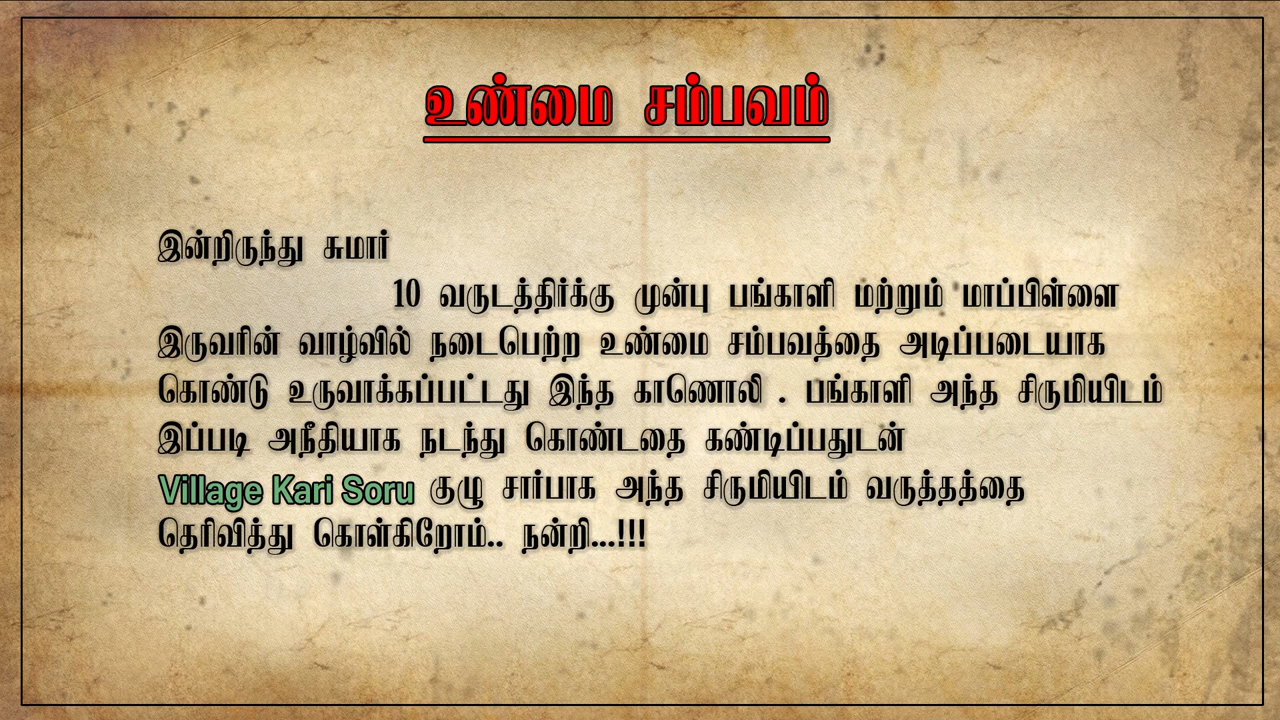 உண்மை சம்பவம்
இன்றிருந்து சுமார்
10 வருடத்திர்க்கு முன்பு பங்காளி மற்றும் மாப்பிள்ளை
இருவரின் வாழ்வில் நடைபெற்ற உண்மை சம்பவத்தை அடிப்படையாக
கொண்டு உருவாக்கப்பட்டது இந்த காணொலி . பங்காளி அந்த சிருமியிடம்
இப்படி அநீதியாக நடந்து கொண்டதை கண்டிப்பதுடன்
Village Kari Soru குழு சார்பாக அந்த சிருமியிடம் வருத்தத்தை
தெரிவித்து கொள்கிறோம்.. நன்றி...!!!